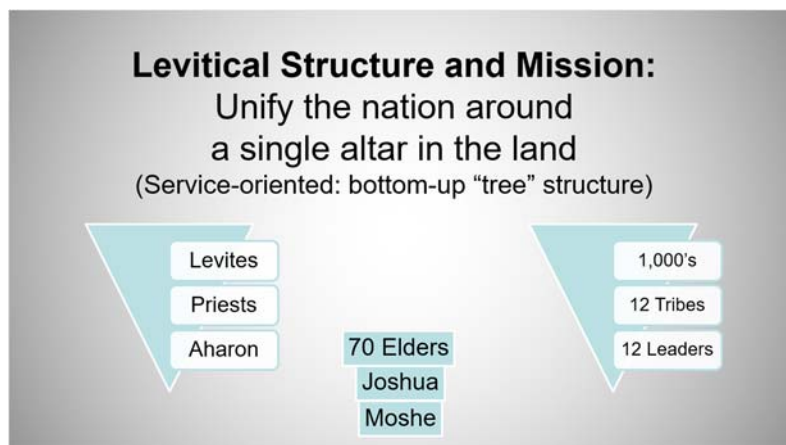 Levitical Structure and Mission:
Unify the nation around
a single altar in the land
(Service-oriented: bottom-up “tree” structure)
Levites
Priests
Aharon
70 Elders
Joshua
Moshe
1,000’s
12 Tribes
12 Leaders